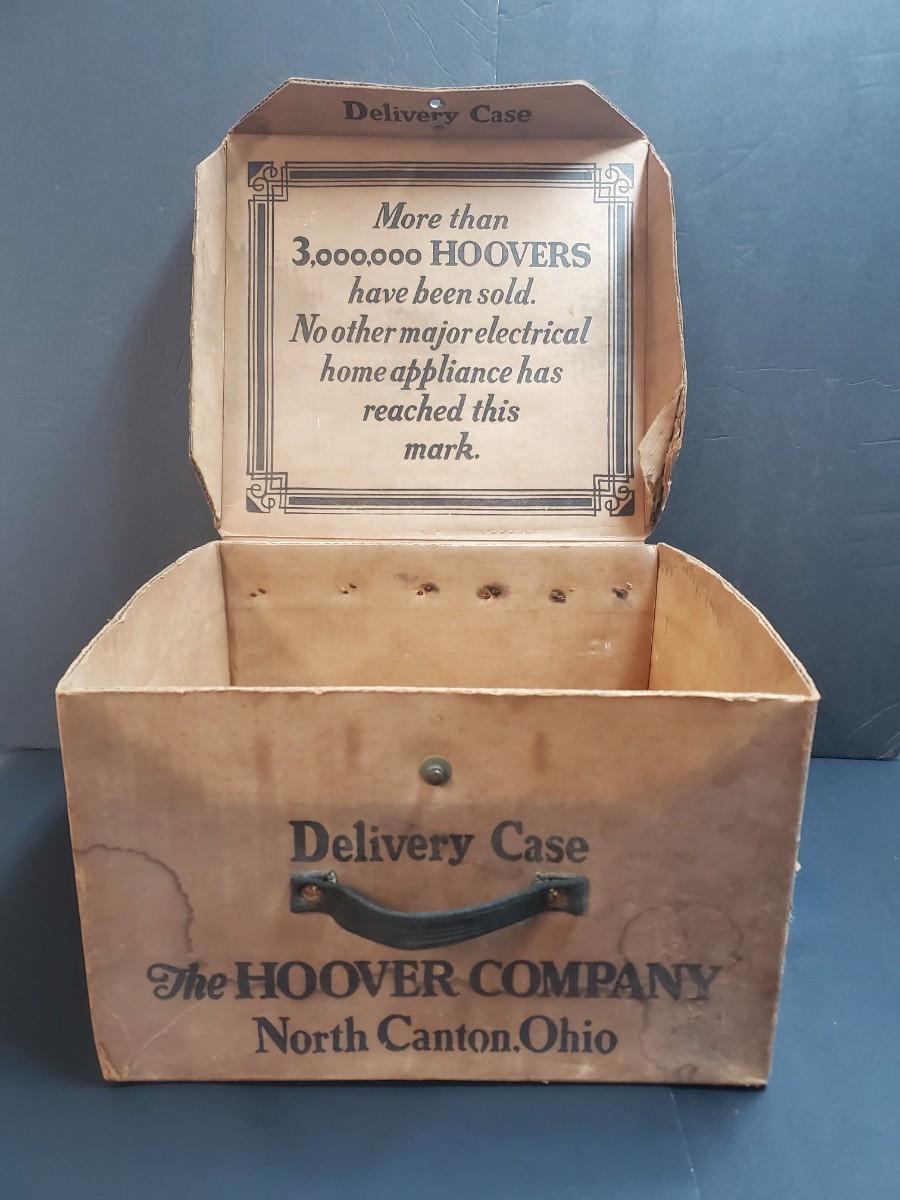 Delivery Case
More than
3,000,000 HOOVERS
have been sold.
No other major electrical
home appliance has
reached this
mark.
Delivery Case
The HOOVER COMPANY
North Canton, Ohio